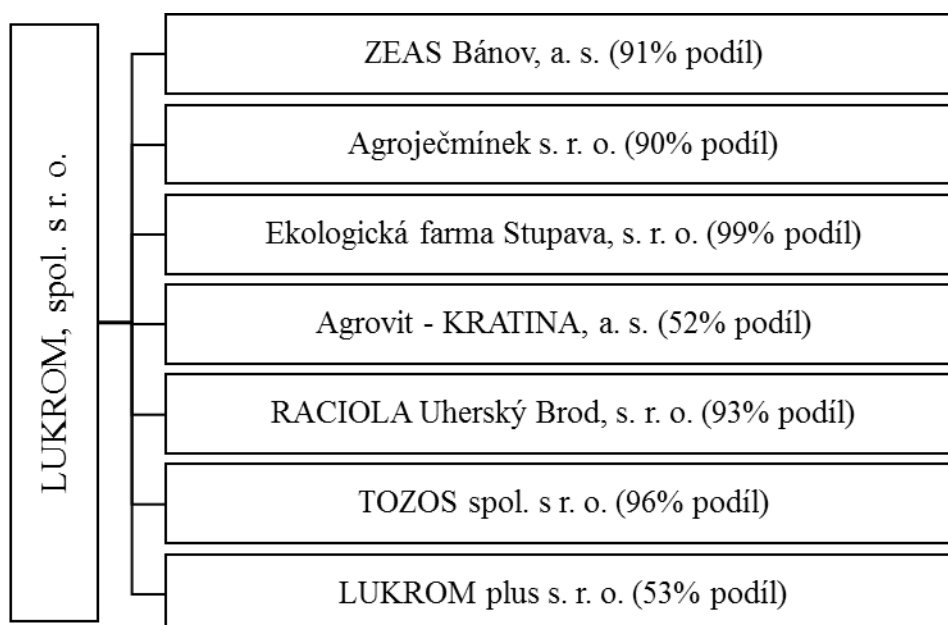 LUKROM, spol. s r. o.
ZEAS Bánov, a. s. (91% podíl)
Agroječmínek s. r. o. (90% podíl)
Ekologická farma Stupava, s. r. o. (99% podíl)
Agrovit - KRATINA, a. s. (52% podíl)
RACIOLA Uherský Brod, s. r. o. (93% podíl)
TOZOS spol. s r. o. (96% podíl)
LUKROM plus s. r. o. (53% podíl)